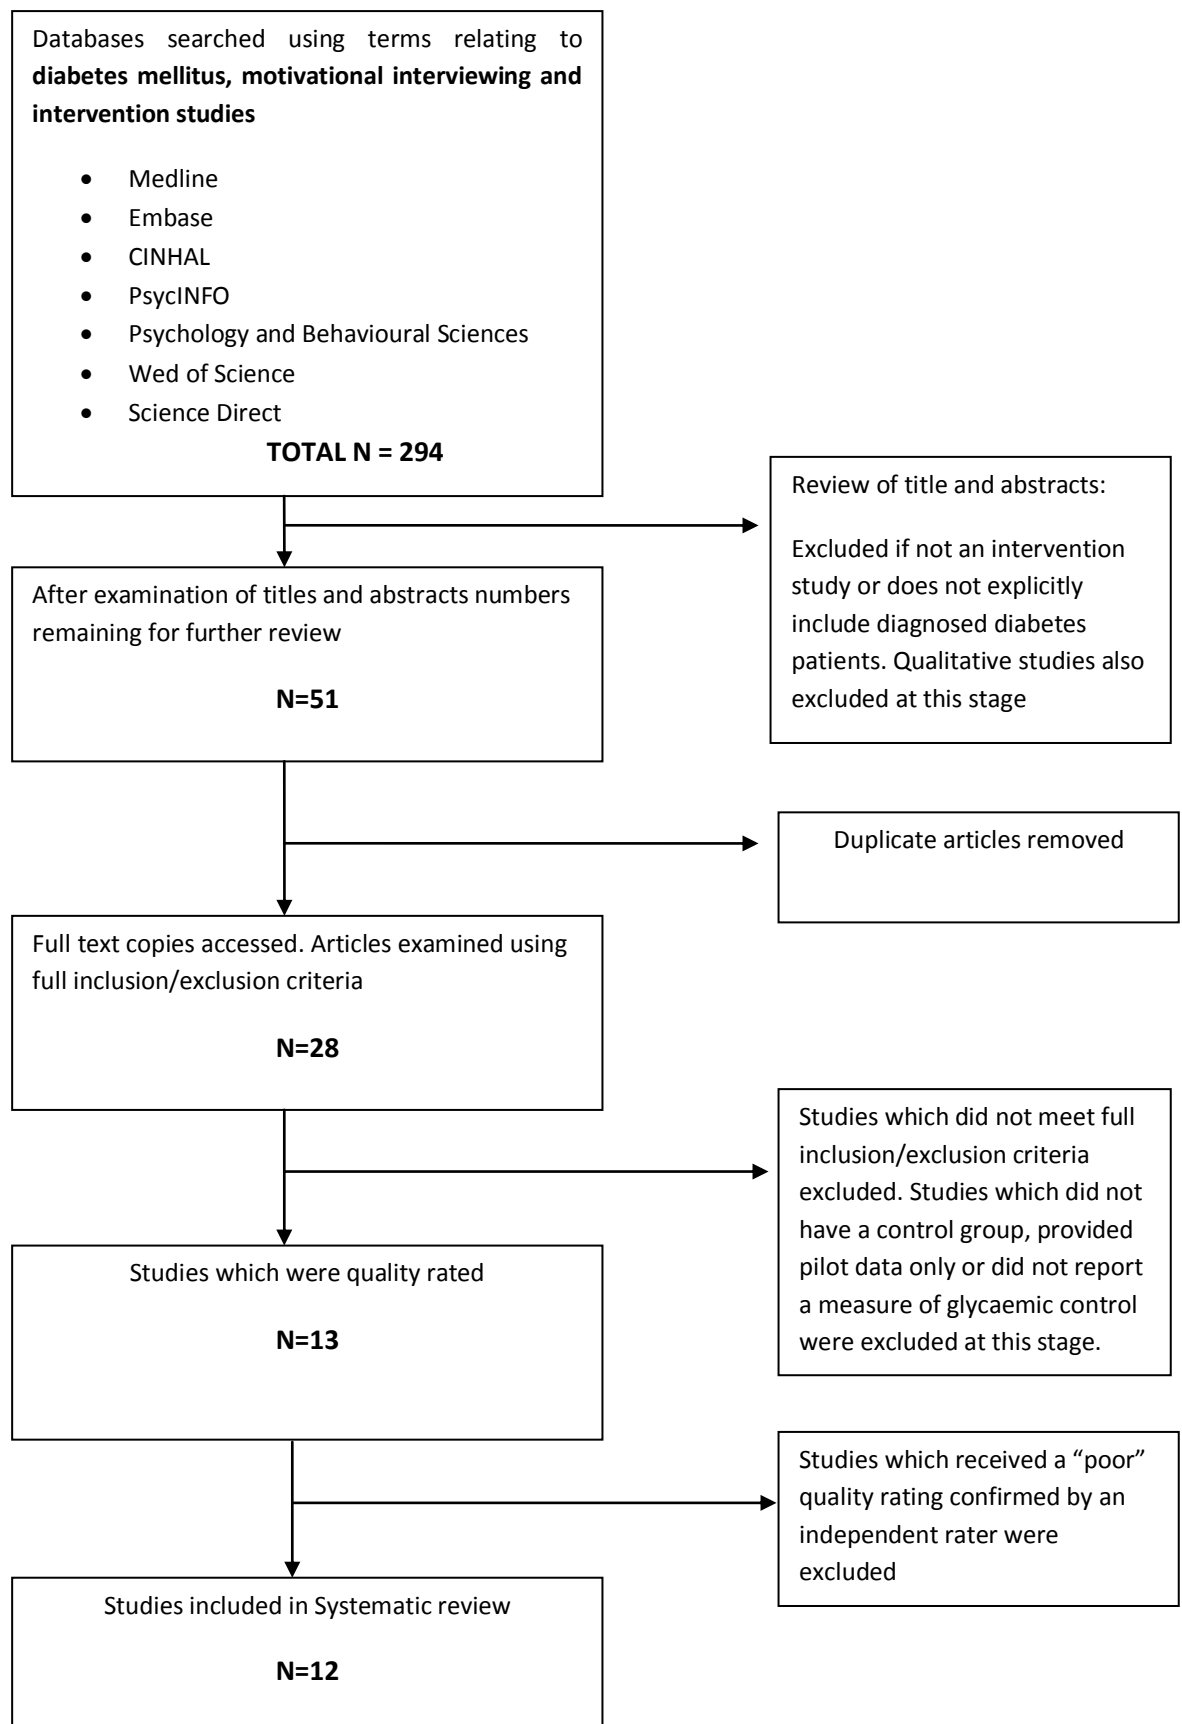 Databases searched using terms relating to
diabetes mellitus, motivational interviewing and
intervention studies
• Medline
• Embase
• CINHAL
• PsycINFO
• Psychology and Behavioural Sciences
• Wed of Science
• Science Direct
TOTAL N = 294
Review of title and abstracts:
Excluded if not an intervention
study or does not explicitly
include diagnosed diabetes
patients. Qualitative studies also
excluded at this stage
After examination of titles and abstracts numbers
remaining for further review
N=51
Duplicate articles removed
Full text copies accessed. Articles examined using
full inclusion/exclusion criteria
N=28
Studies which did not meet full
inclusion/exclusion criteria
excluded. Studies which did not
have a control group, provided
pilot data only or did not report
a measure of glycaemic control
were excluded at this stage.
Studies which were quality rated
N=13
Studies which received a “poor”
quality rating confirmed by an
independent rater were
excluded
Studies included in Systematic review
N=12